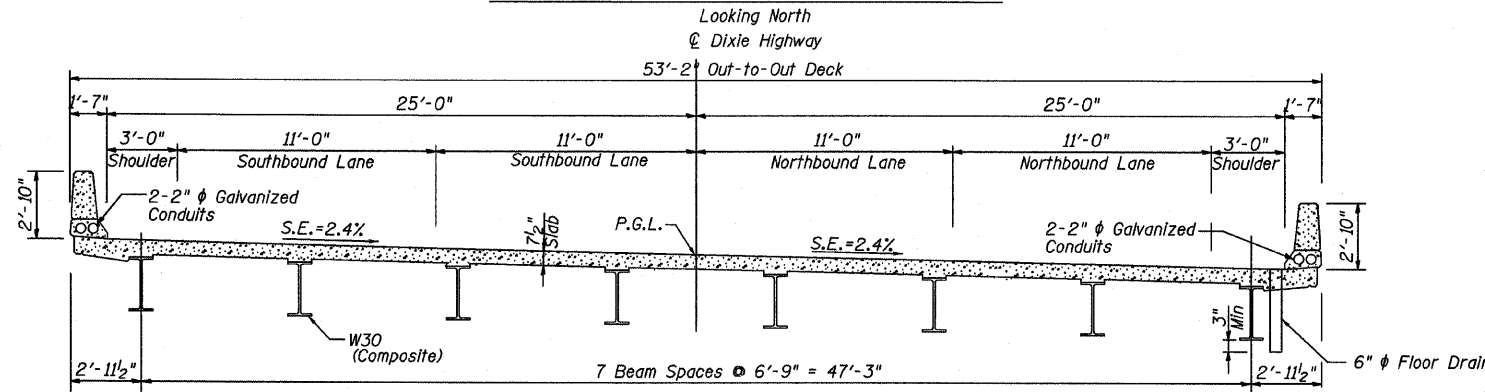 Looking North
℄ Dixie Highway
53'-2" Out-to-Out Deck
1'-7"
25'-0"
25'-0"
1'-7"
3'-0"
Shoulder
11'-0"
Southbound Lane
11'-0"
Southbound Lane
11'-0"
Northbound Lane
11'-0"
Northbound Lane
3'-0"
Shoulder
2'-10"
2-2" ϕ Galvanized
Conduits
S.E.=2.4%
7½"
Slab
P.G.L.
S.E.=2.4%
2-2" ϕ Galvanized
Conduits
2'-10"
W30
(Composite)
3"
Min
6" ϕ Floor Drain
2'-11½"
7 Beam Spaces @ 6'-9" = 47'-3"
2'-11½"